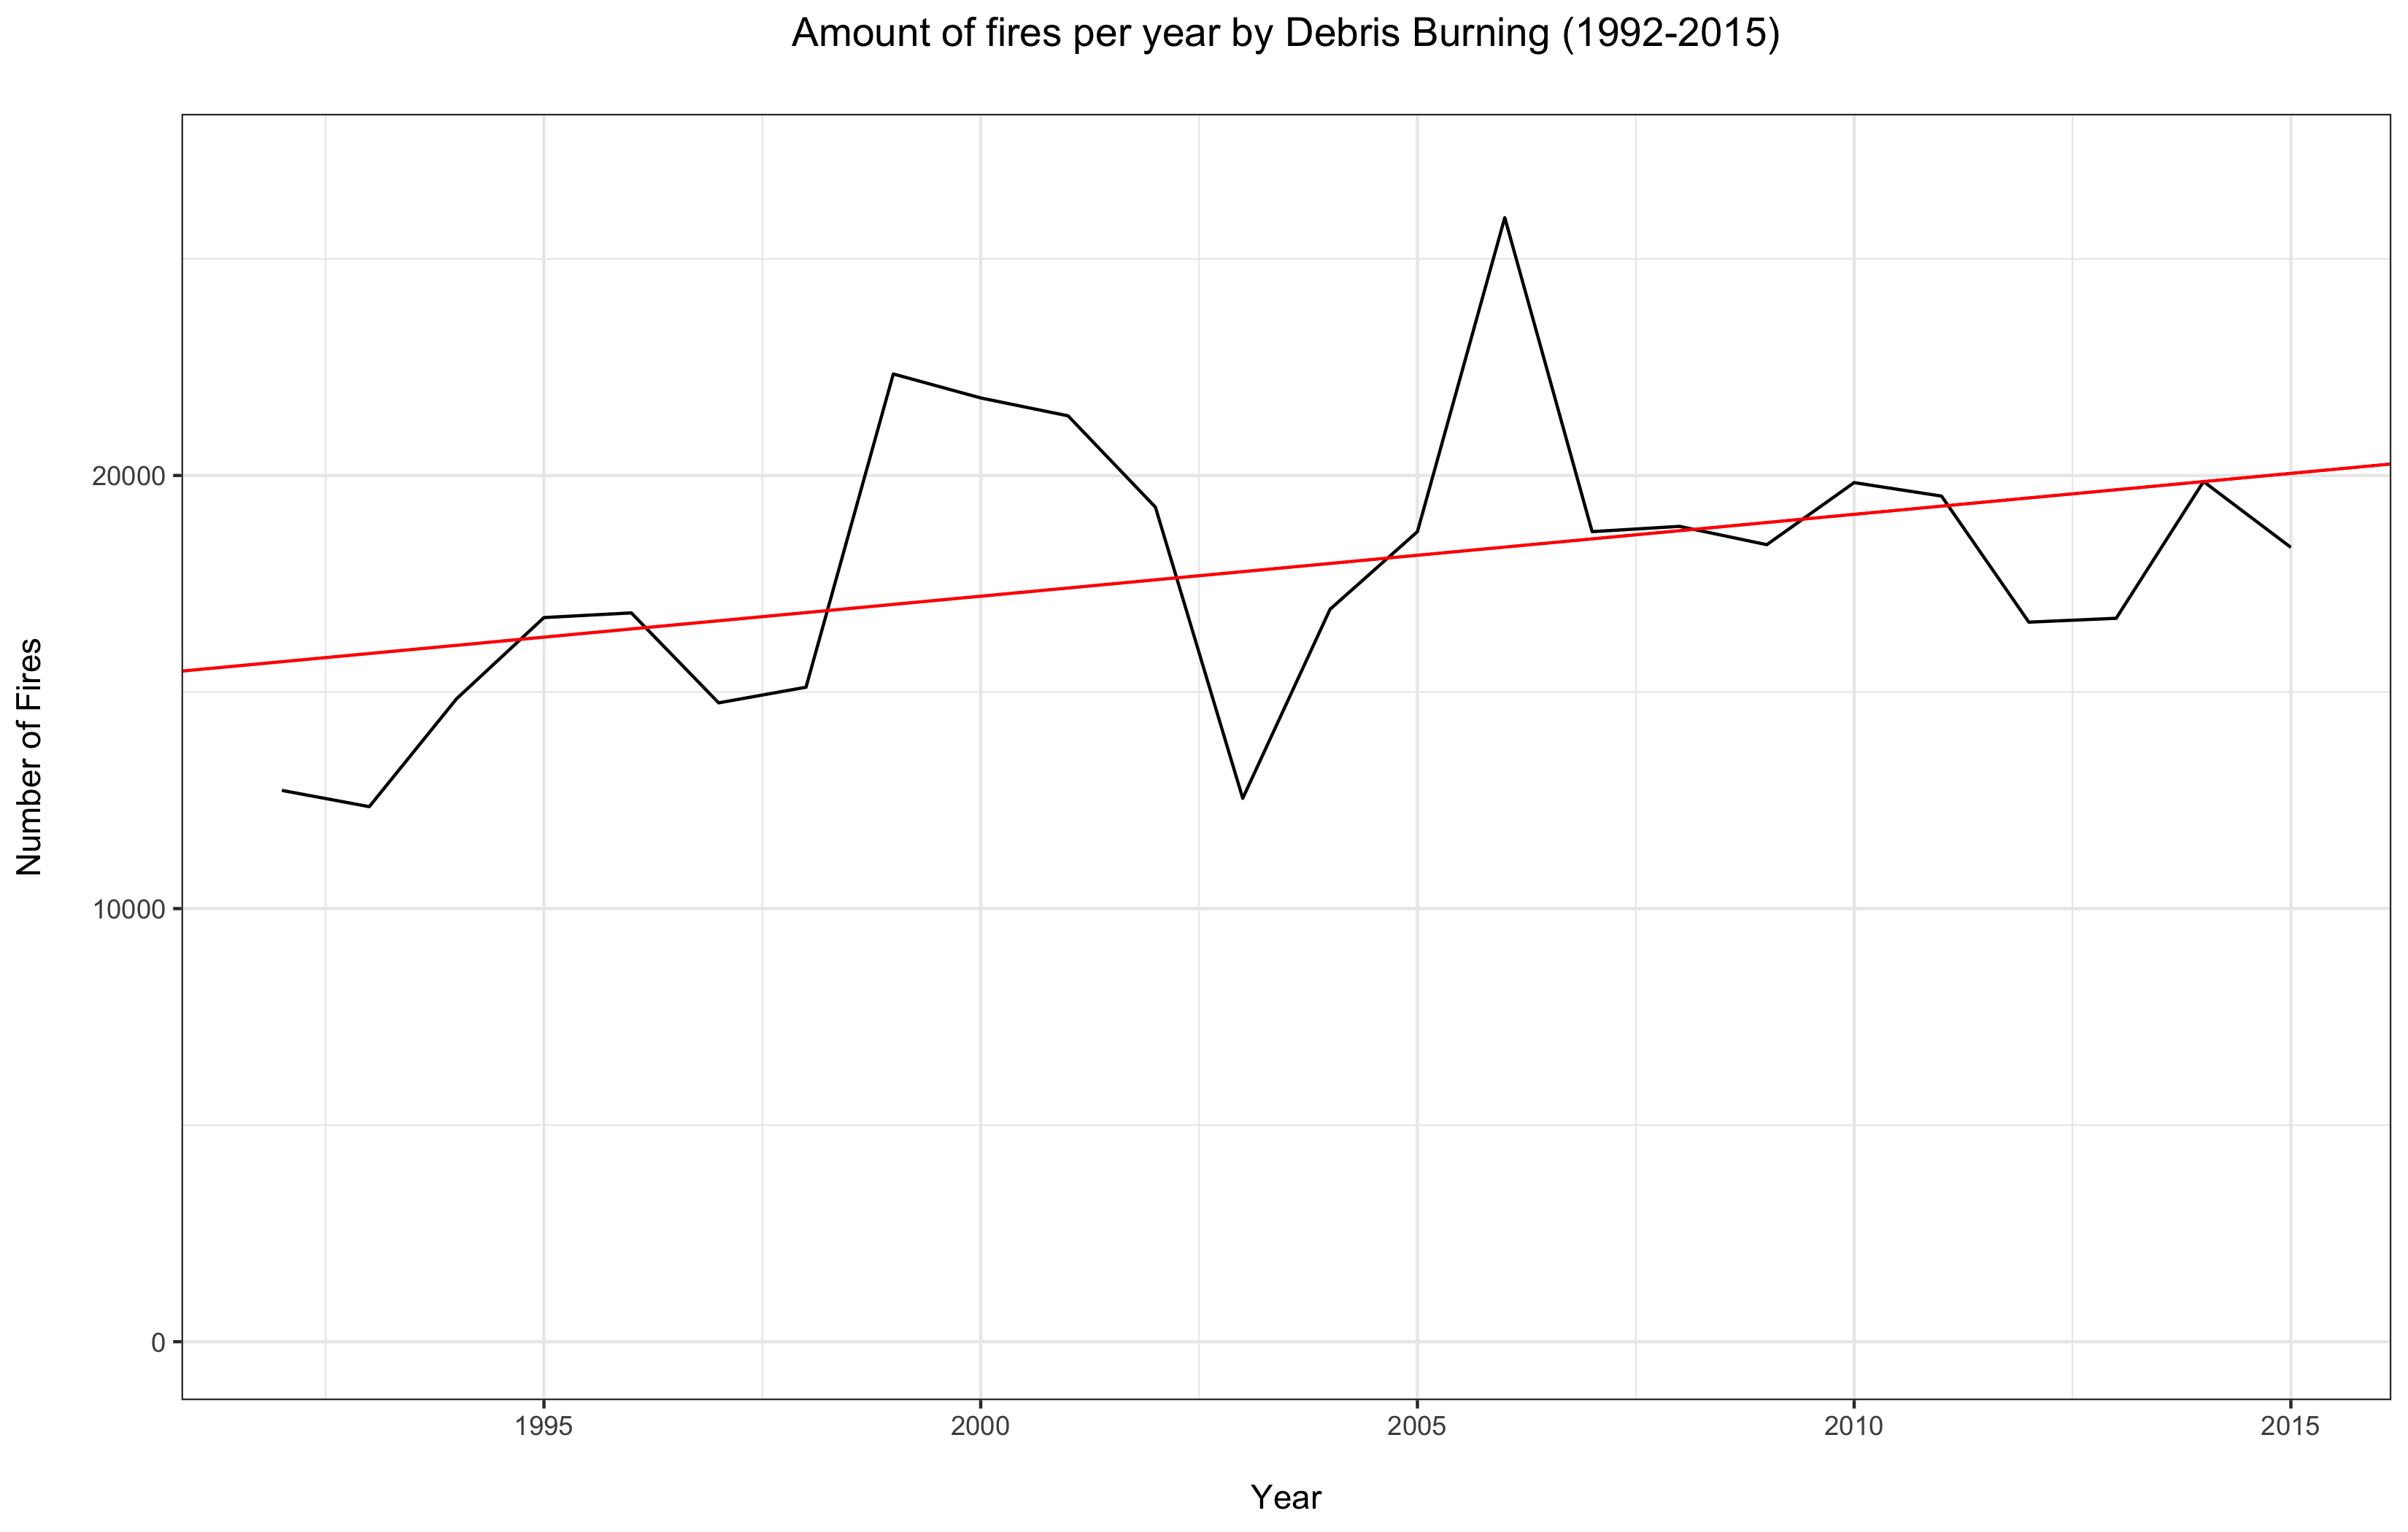 Amount of fires per year by Debris Burning (1992-2015)
Number of Fires
20000
10000
0
1995 2000 2005 2010 2015
Year